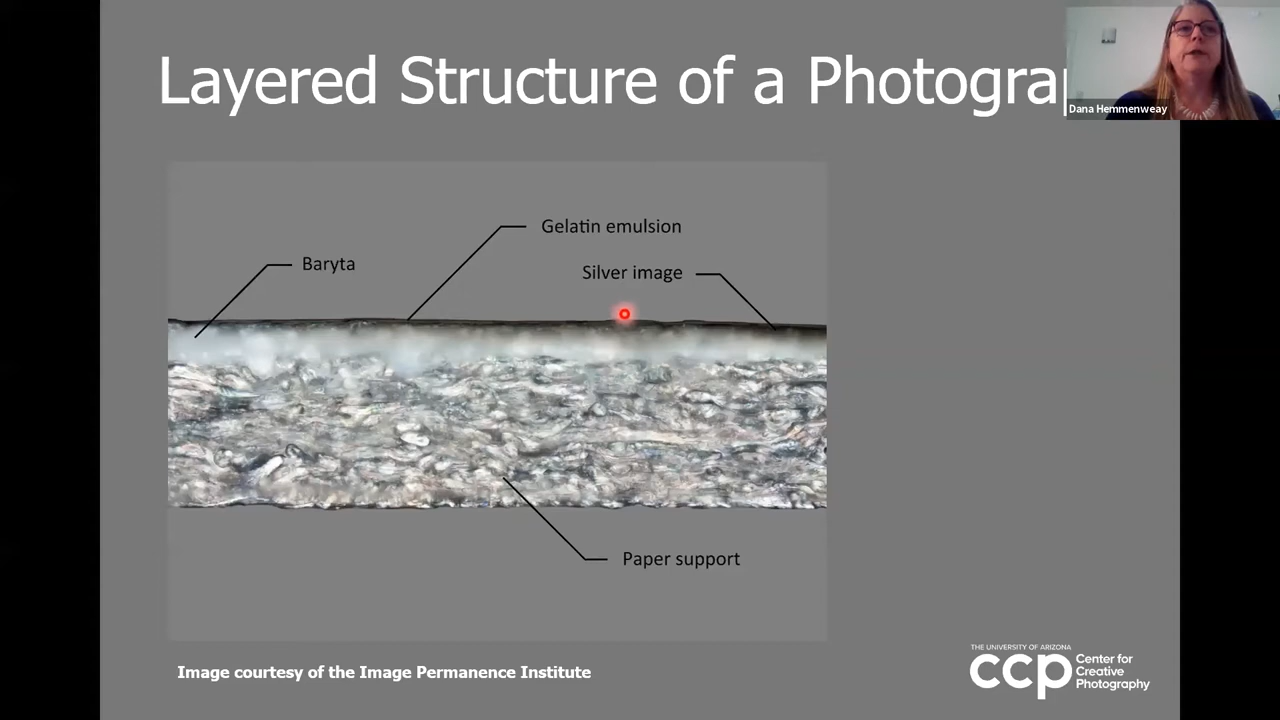 Layered Structure of a Photograp
Dana Hemmenweay
Gelatin emulsion
Baryta
Silver image
Paper support
Image courtesy of the Image Permanence Institute
THE UNIVERSITY OF ARIZONA
ccp
Center for
Creative
Photography